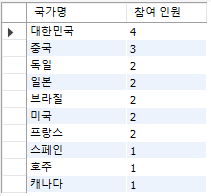 국가명 참여 인원
대한민국 4
중국 3
독일 2
일본 2
브라질 2
미국 2
프랑스 2
스페인 1
호주 1
캐나다 1